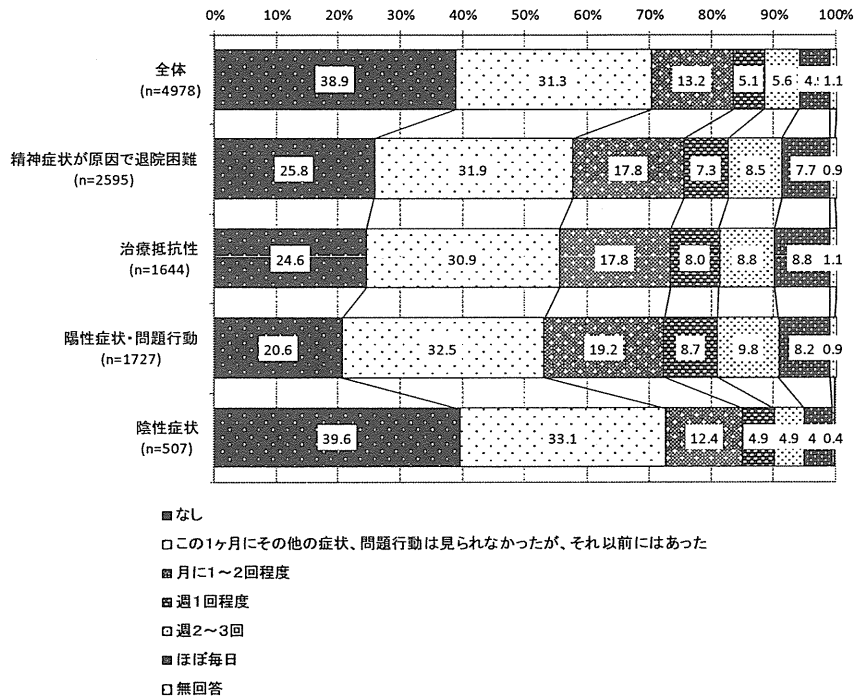 0% 10% 20% 30% 40% 50% 60% 70% 80% 90% 100%
全体
(n=4978)
38.9 31.3 13.2 5.1 5.6 1.1
精神症状が原因で退院困難
(n=2595)
25.8 31.9 17.8 7.3 8.5 7.7 0.9
治療抵抗性
(n=1644)
24.6 30.9 17.8 8.0 8.8 8.8 1.1
陽性症状・問題行動
(n=1727)
20.6 32.5 19.2 8.7 9.8 8.2 0.9
陰性症状
(n=507)
39.6 33.1 12.4 4.9 4.9 4 0.4
なし
この1ヶ月にその他の症状、問題行動は見られなかったが、それ以前にはあった
月に1～2回程度
週1回程度
週2～3回
ほぼ毎日
無回答